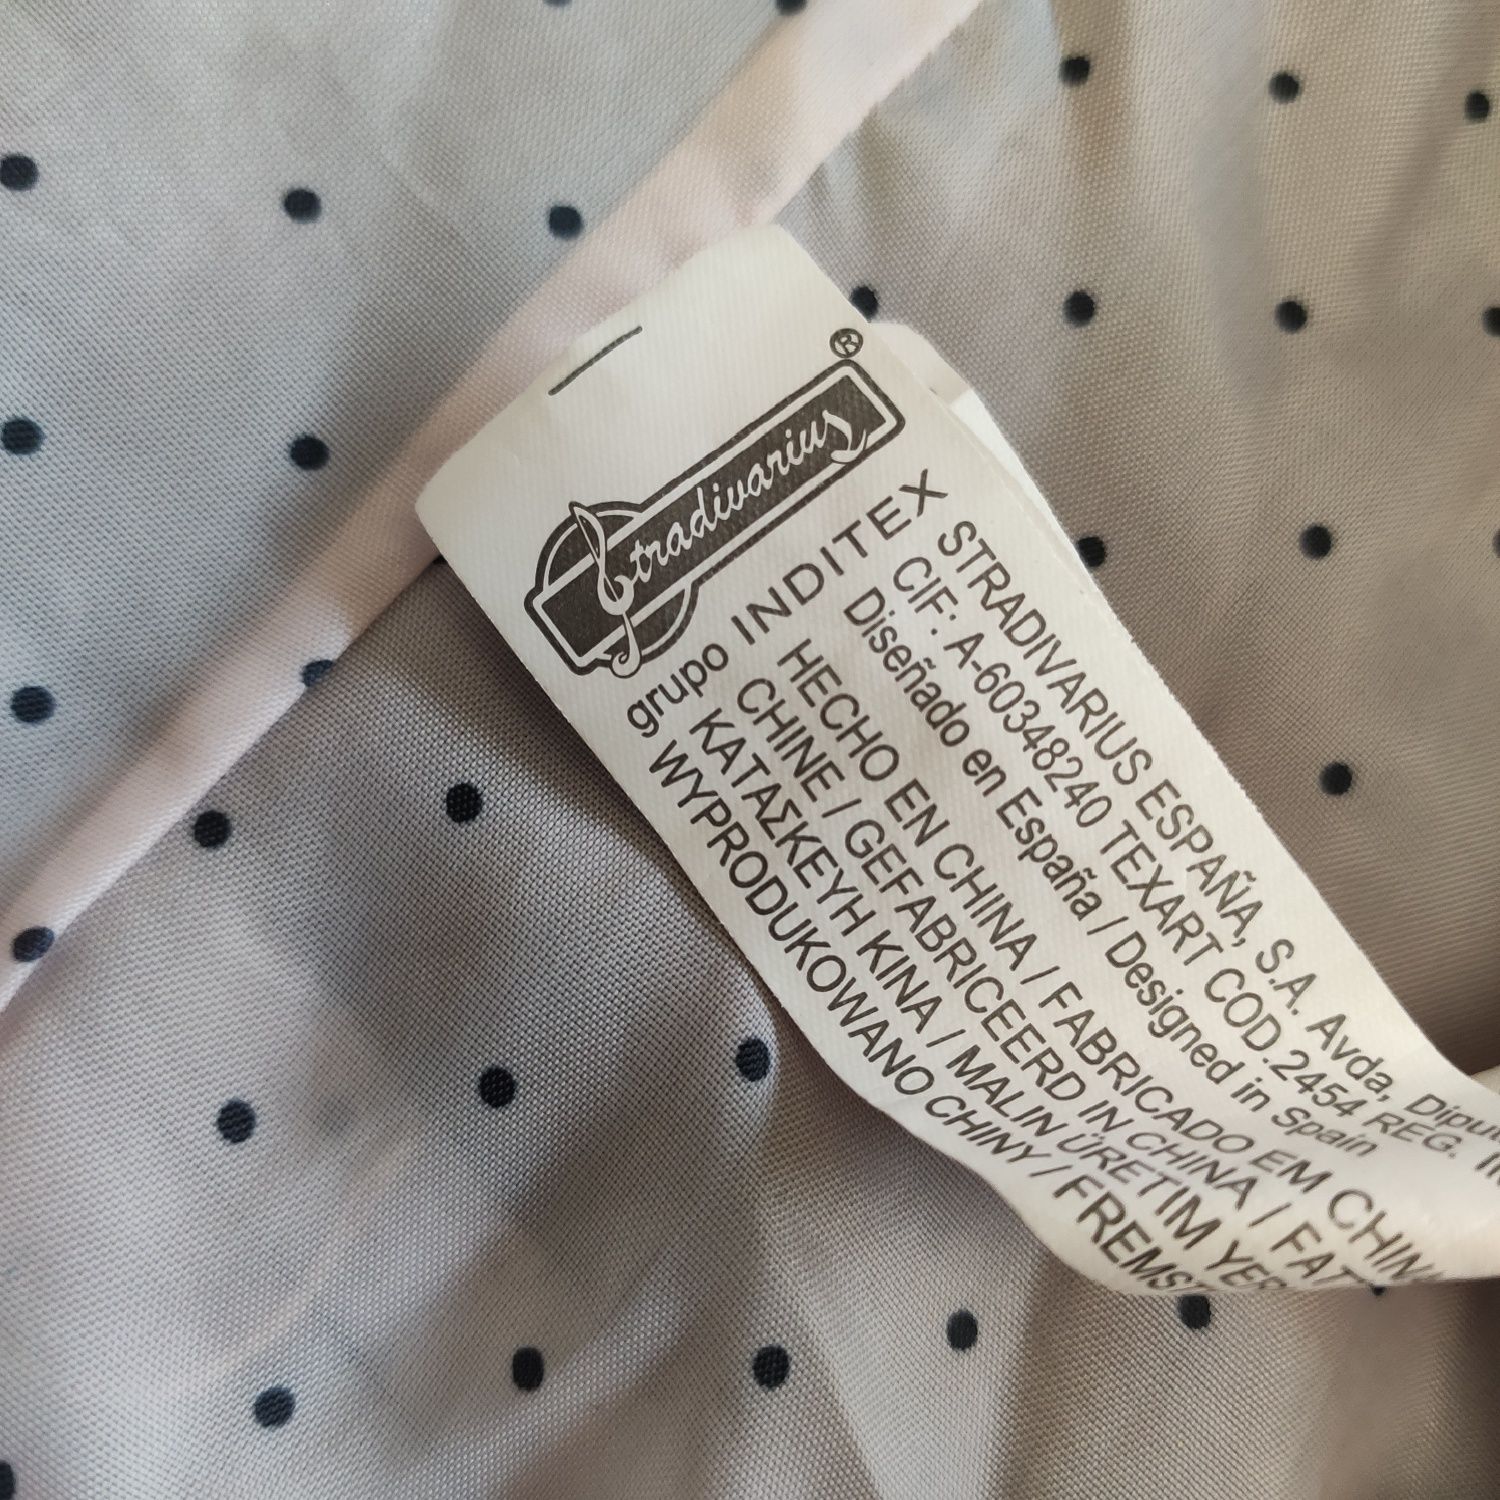 Stradivarius ®
grupo INDITEX
STRADIVARIUS ESPAÑA, S.A. Avda,
CIF: A-60348240 TEXART COD.2454 REG.
Diseñado en España / Designed in Spain
HECHO EN CHINA / FABRICADO EM
CHINE / GEFABRICEERD IN CHINA /
ΚΑΤΑΣΚΕΥΗ ΚΙΝΑ / MALIN ÜRETIM
WYPRODUKOWANO CHINY /